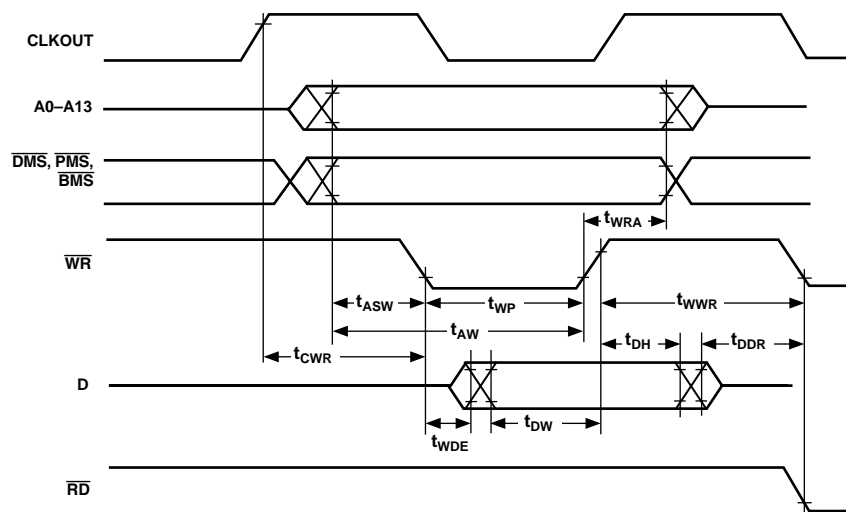 CLKOUT
A0–A13
DMS, PMS,
BMS
tWRA
WR
tASW
tWP
tWWR
tAW
tCWR
tDH
tDDR
D
tWDE
tDW
RD